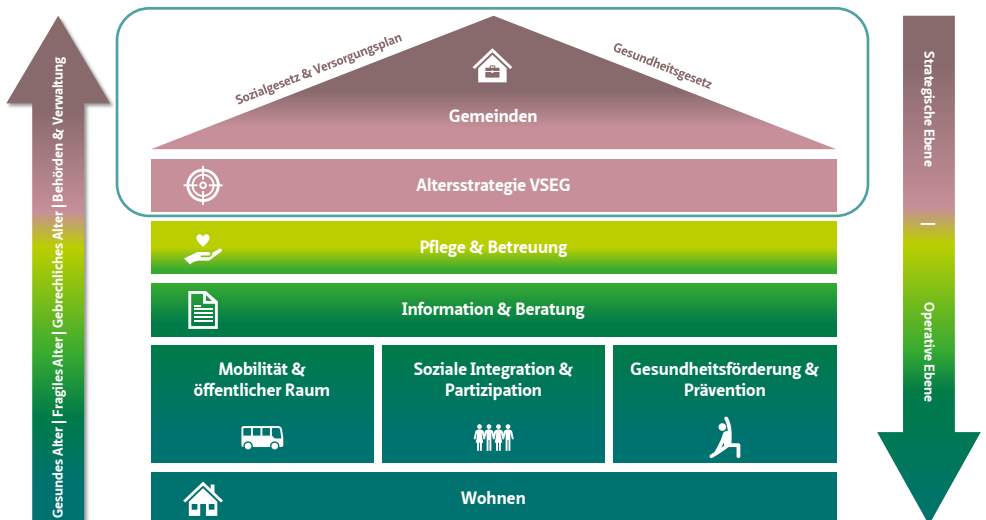 Gesundes Alter | Fragiles Alter | Gebrechliches Alter | Behörden & Verwaltung
Sozialgesetz & Versorgungsplan
Gesundheitsgesetz
Gemeinden
Altersstrategie VSEG
Pflege & Betreuung
Information & Beratung
Mobilität &
öffentlicher Raum
Soziale Integration &
Partizipation
Gesundheitsförderung &
Prävention
Wohnen
Strategische Ebene | Operative Ebene